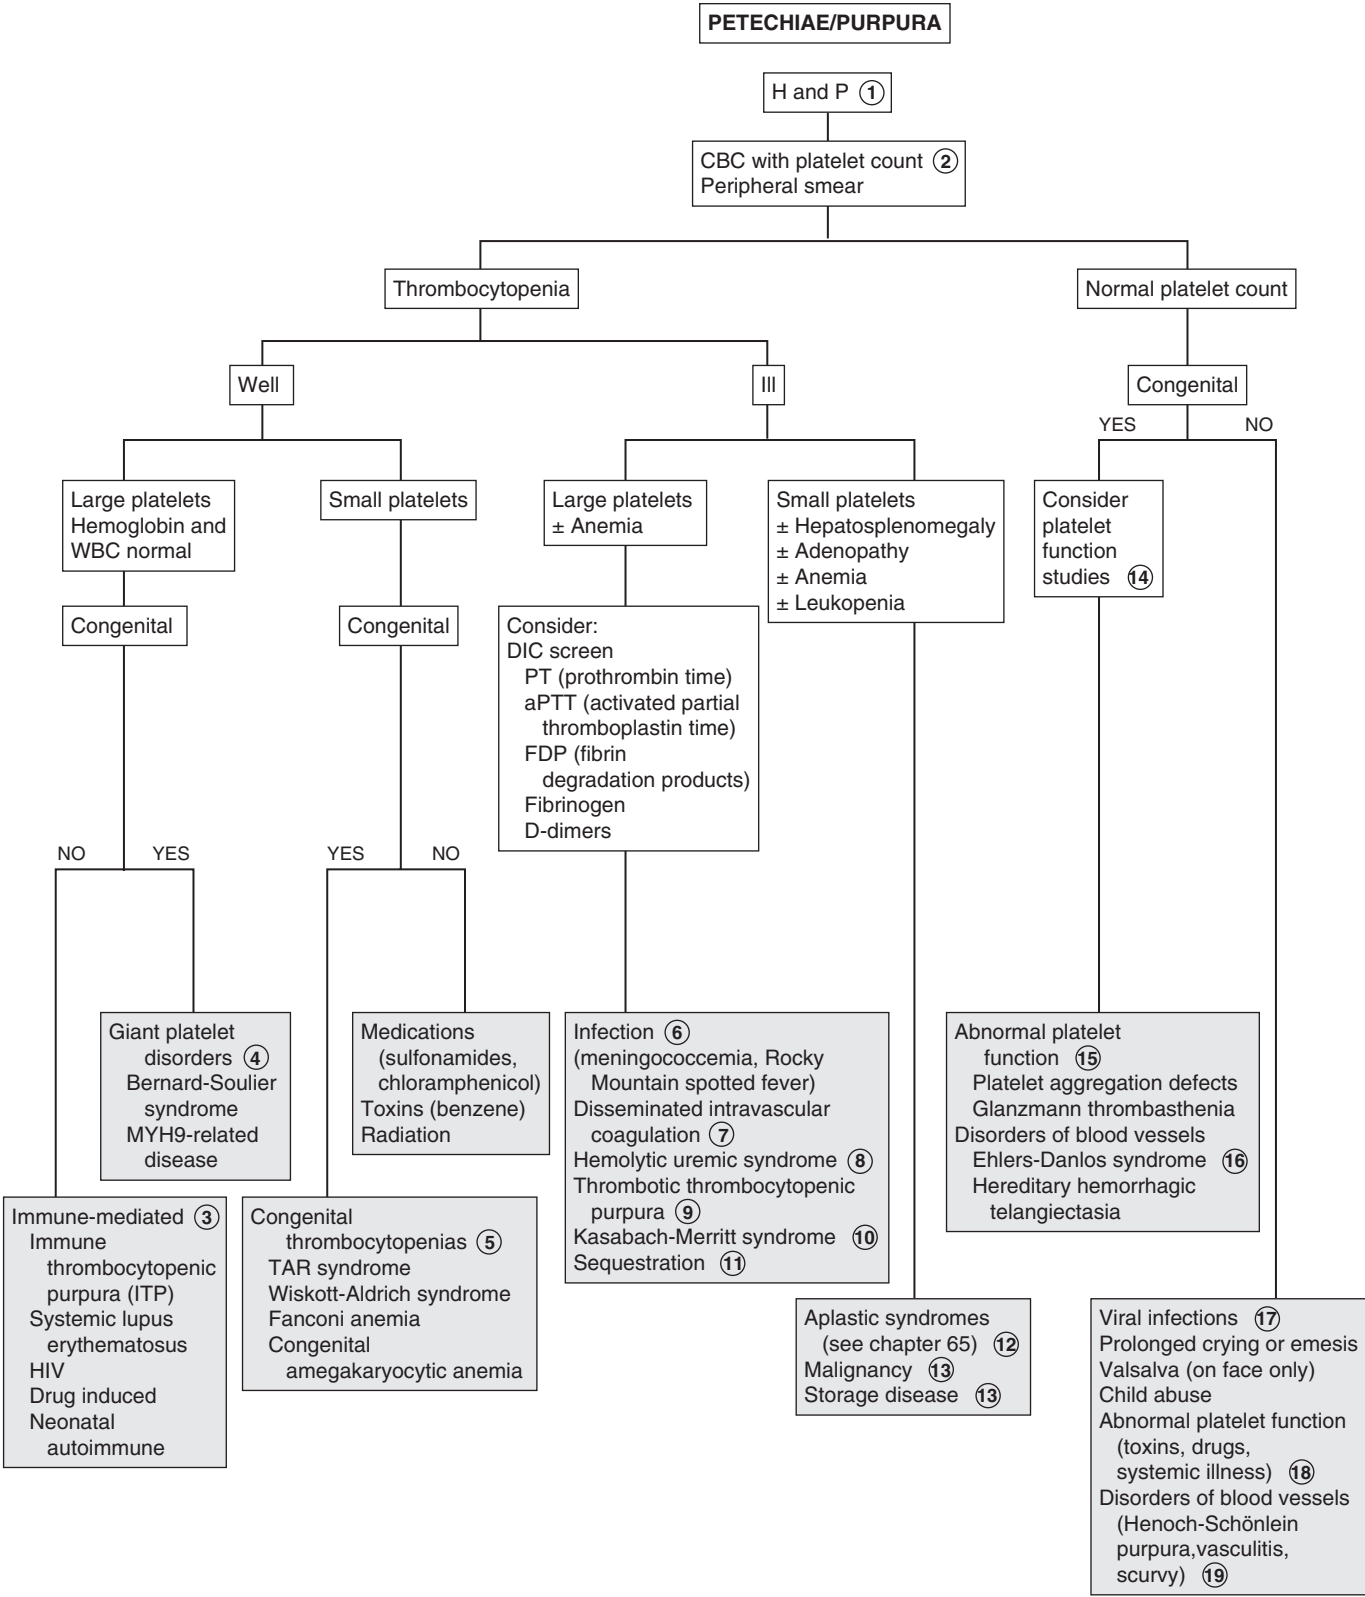 PETECHIAE/PURPURA
H and P 1
CBC with platelet count 2
Peripheral smear
Thrombocytopenia
Normal platelet count
Well
Ill
Congenital
YES
NO
Large platelets
Hemoglobin and
WBC normal
Small platelets
Large platelets
± Anemia
Small platelets
± Hepatosplenomegaly
± Adenopathy
± Anemia
± Leukopenia
Consider
platelet
function
studies 14
Congenital
Congenital
Consider:
DIC screen
PT (prothrombin time)
aPTT (activated partial
thromboplastin time)
FDP (fibrin
degradation products)
Fibrinogen
D-dimers
NO
YES
YES
NO
Giant platelet
disorders 4
Bernard-Soulier
syndrome
MYH9-related
disease
Medications
(sulfonamides,
chloramphenicol)
Toxins (benzene)
Radiation
Infection 6
(meningococcemia, Rocky
Mountain spotted fever)
Disseminated intravascular
coagulation 7
Hemolytic uremic syndrome 8
Thrombotic thrombocytopenic
purpura 9
Kasabach-Merritt syndrome 10
Sequestration 11
Abnormal platelet
function 15
Platelet aggregation defects
Glanzmann thrombasthenia
Disorders of blood vessels
Ehlers-Danlos syndrome 16
Hereditary hemorrhagic
telangiectasia
Immune-mediated 3
Immune
thrombocytopenic
purpura (ITP)
Systemic lupus
erythematosus
HIV
Drug induced
Neonatal
autoimmune
Congenital
thrombocytopenias 5
TAR syndrome
Wiskott-Aldrich syndrome
Fanconi anemia
Congenital
amegakaryocytic anemia
Aplastic syndromes
(see chapter 65) 12
Malignancy 13
Storage disease 13
Viral infections 17
Prolonged crying or emesis
Valsalva (on face only)
Child abuse
Abnormal platelet function
(toxins, drugs,
systemic illness) 18
Disorders of blood vessels
(Henoch-Schönlein
purpura,vasculitis,
scurvy) 19